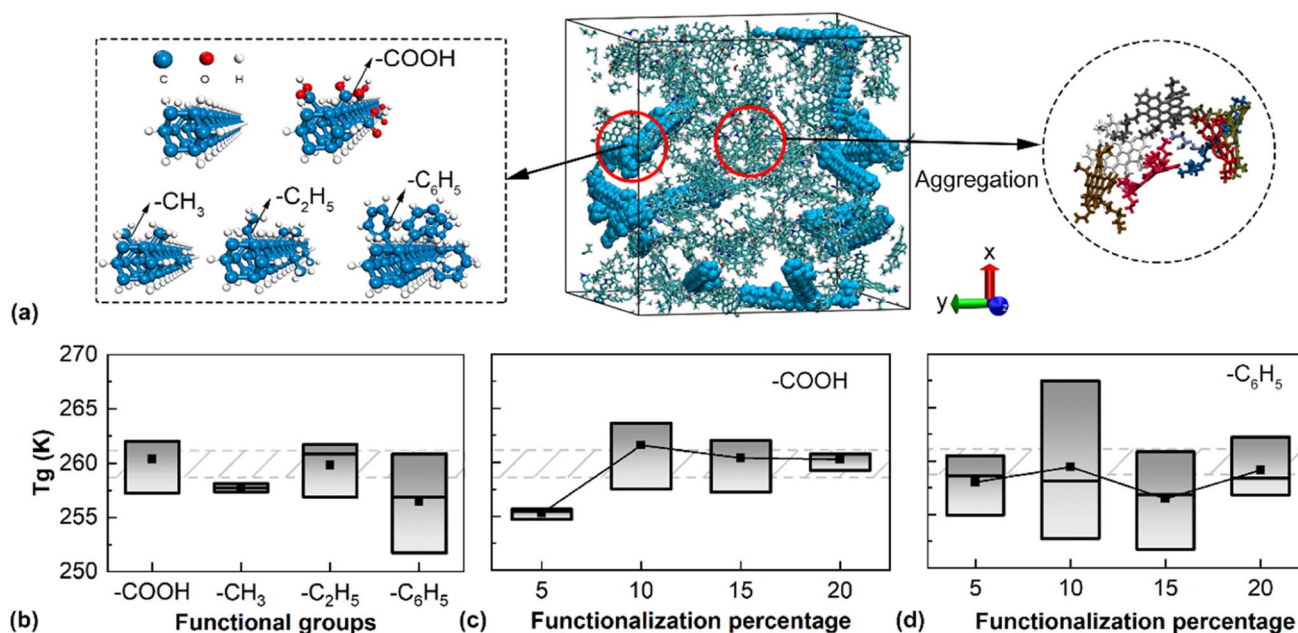 C O H
-COOH
-CH₃
-C₂H₅
-C₆H₅
Aggregation
x
y
z
(a)
270
265
260
255
250
Tg (K)
-COOH -CH₃ -C₂H₅ -C₆H₅
Functional groups
(b)
-COOH
5 10 15 20
Functionalization percentage
(c)
-C₆H₅
5 10 15 20
Functionalization percentage
(d)